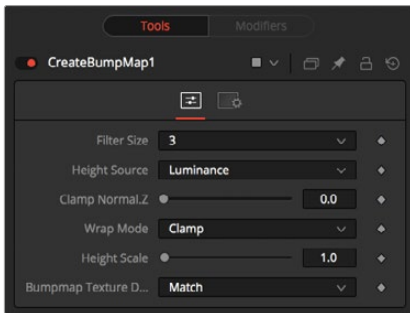 Tools Modifiers
CreateBumpMap1
Filter Size 3
Height Source Luminance
Clamp Normal.Z 0.0
Wrap Mode Clamp
Height Scale 1.0
Bumpmap Texture D... Match